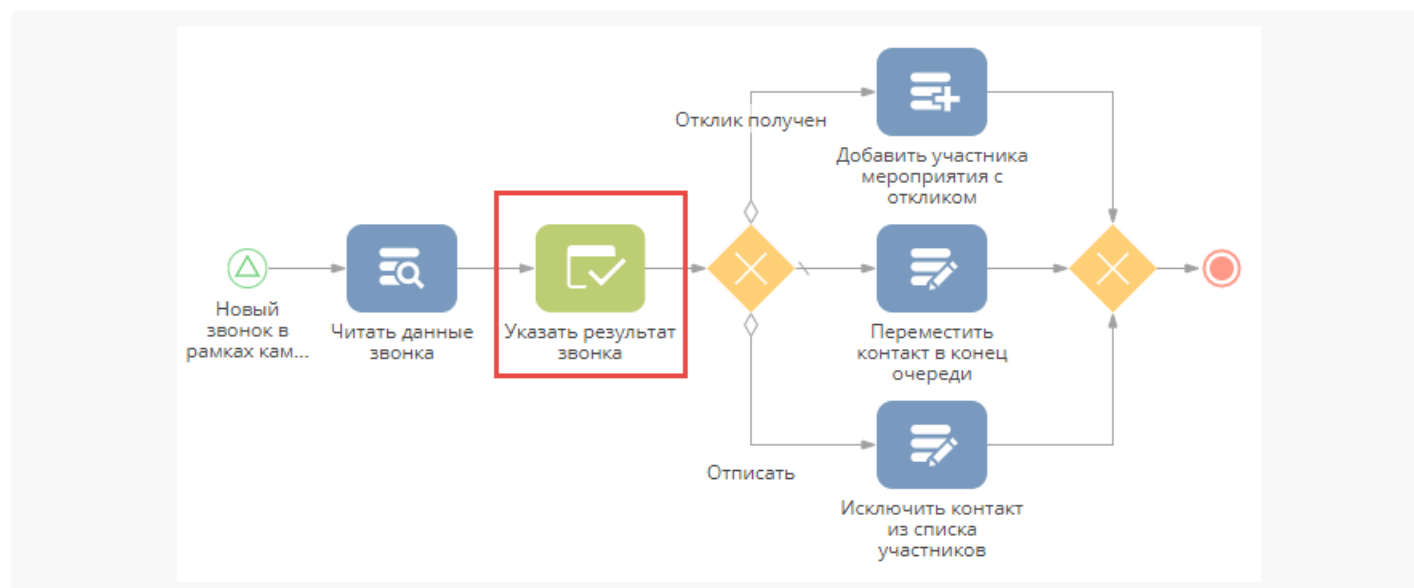 Отклик получен
Добавить участника
мероприятия с
откликом
Новый
звонок в
рамках кам...
Читать данные
звонка
Указать результат
звонка
Переместить
контакт в конец
очереди
Отписать
Исключить контакт
из списка
участников